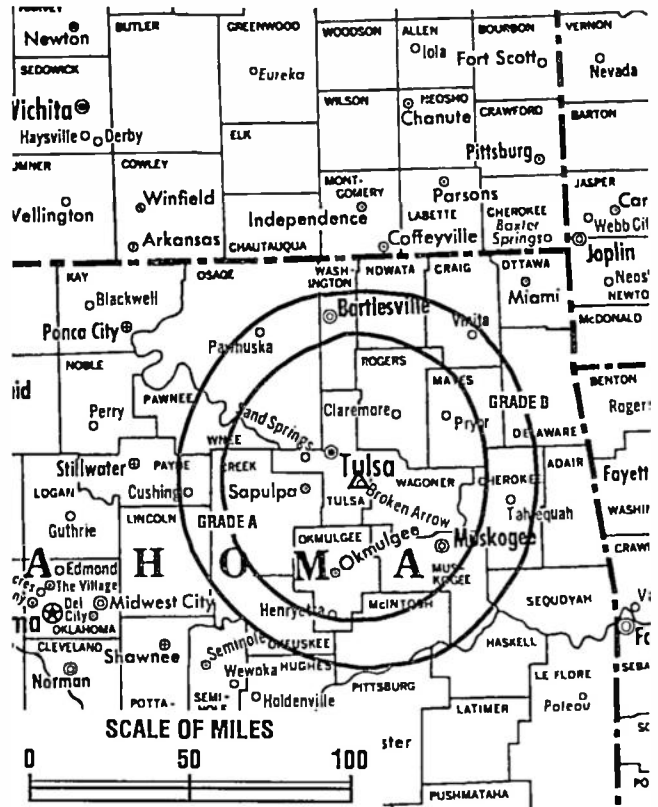 Newton
BUTLER
GREENWOOD
WOODSON
ALLEN
Iola
BOURBON
Fort Scott
VERNON
Nevada
SEDGWICK
Eureka
WILSON
NEOSHO
Chanute
CRAWFORD
BARTON
Haysville
Derby
ELK
Pittsburg
COWLEY
MONT-
GOMERY
Parsons
JASPER
Winfield
Independence
LABETTE
CHEROKEE
Baxter
Springs
Webb
Arkansas
CHAUTAUQUA
Coffeyville
Joplin
KAY
OSAGE
WASH-
INGTON
NOWATA
CRAIG
OTTAWA
Blackwell
Miami
Ponca City
Bartlesville
McDONALD
Pawhuska
Vinita
NOBLE
ROGERS
PAWNEE
MAYES
BENTON
GRADE B
Perry
Sand Springs
Claremore
Pryor
DELAWARE
Stillwater
PAYNE
CREEK
Tulsa
ADAIR
LOGAN
Cushing
Sapulpa
TULSA
WAGONER
CHEROKEE
Broken Arrow
Guthrie
LINCOLN
GRADE A
OKMULGEE
Tahlequah
Muskogee
A H O M A
Edmond
The Village
Okmulgee
MUS-
KOGEE
Del
City
Midwest City
Henryetta
McINTOSH
SEQUOYAH
OKLAHOMA
CLEVELAND
Shawnee
Seminole
OKFUSKEE
HASKELL
Norman
Wewoka
HUGHES
LE FLORE
POTTA-
SEMI-
NOLE
Holdenville
PITTSBURG
LATIMER
Poteau
PUSHMATAHA
SCALE OF MILES
0 50 100